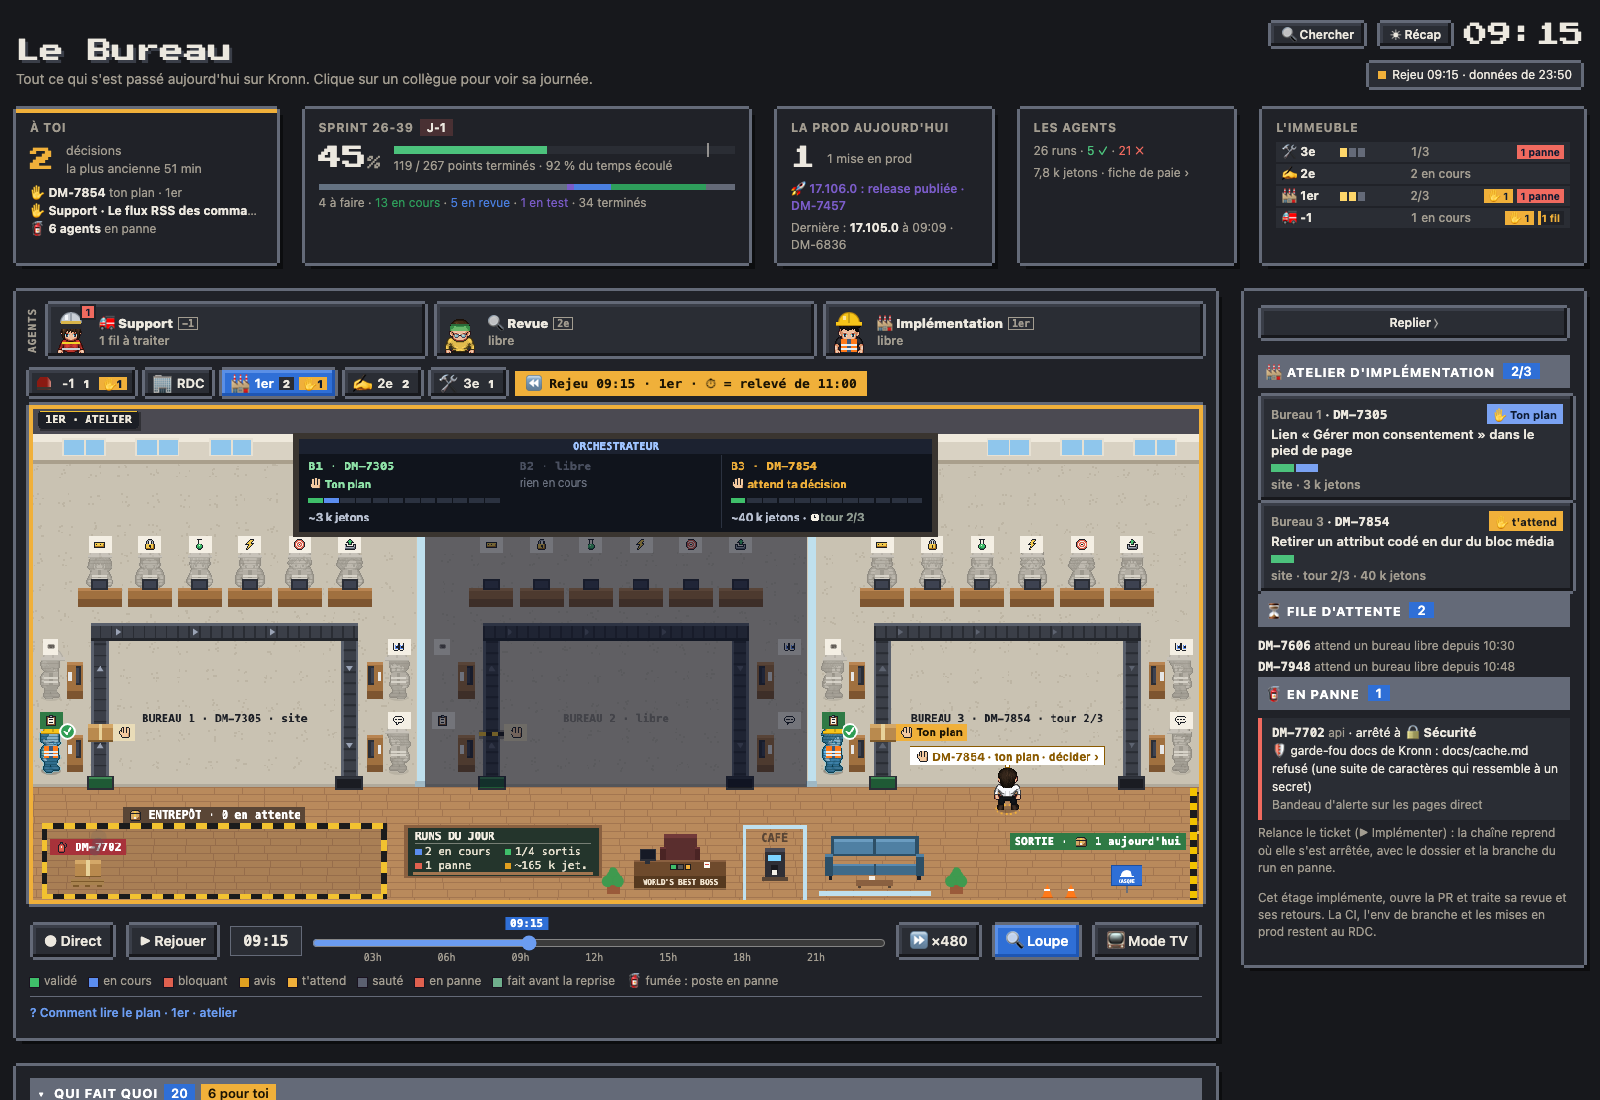 Le Bureau
Tout ce qui s'est passé aujourd'hui sur Kronn. Clique sur un collègue pour voir sa journée.
Chercher
Récap
09:15
Rejeu 09:15 · données de 23:50
À TOI
2
décisions
la plus ancienne 51 min
DM-7854 ton plan · 1er
Support · Le flux RSS des comma…
6 agents en panne
SPRINT 26-39 J-1
45%
119 / 267 points terminés · 92 % du temps écoulé
4 à faire · 13 en cours · 5 en revue · 1 en test · 34 terminés
LA PROD AUJOURD'HUI
1 1 mise en prod
17.106.0 : release publiée ·
DM-7457
Dernière : 17.105.0 à 09:09 ·
DM-6836
LES AGENTS
26 runs · 5 ✓ · 21 ✕
7,8 k jetons · fiche de paie ›
L'IMMEUBLE
3e 1/3 1 panne
2e 2 en cours
1er 2/3 1 1 panne
-1 1 en cours 1 1 fil
AGENTS
1
Support −1
1 fil à traiter
Revue 2e
libre
Implémentation 1er
libre
-1 1 1
RDC
1er 2 1
2e 2
3e 1
Rejeu 09:15 · 1er · ⏱ = relevé de 11:00
1ER · ATELIER
ORCHESTRATEUR
B1 · DM-7305
Ton plan
~3 k jetons
B2 · libre
rien en cours
B3 · DM-7854
attend ta décision
~40 k jetons · tour 2/3
BUREAU 1 · DM-7305 · site
BUREAU 2 · libre
BUREAU 3 · DM-7854 · tour 2/3
Ton plan
DM-7854 · ton plan · décider ›
ENTREPÔT · 0 en attente
DM-7702
RUNS DU JOUR
2 en cours 1/4 sortis
1 panne ~165 k jet.
WORLD'S BEST BOSS
CAFÉ
SORTIE · 1 aujourd'hui
CASQUE
Direct
Rejouer
09:15
09:15
03h 06h 09h 12h 15h 18h 21h
×480
Loupe
Mode TV
validé en cours bloquant avis t'attend sauté en panne fait avant la reprise fumée : poste en panne
? Comment lire le plan · 1er · atelier
QUI FAIT QUOI 20 6 pour toi
Replier ›
ATELIER D'IMPLÉMENTATION 2/3
Bureau 1 · DM-7305 Ton plan
Lien « Gérer mon consentement » dans le
pied de page
site · 3 k jetons
Bureau 3 · DM-7854 t'attend
Retirer un attribut codé en dur du bloc média
site · tour 2/3 · 40 k jetons
FILE D'ATTENTE 2
DM-7606 attend un bureau libre depuis 10:30
DM-7948 attend un bureau libre depuis 10:48
EN PANNE 1
DM-7702 api · arrêté à Sécurité
garde-fou docs de Kronn : docs/cache.md
refusé (une suite de caractères qui ressemble à un
secret)
Bandeau d'alerte sur les pages direct
Relance le ticket (▶ Implémenter) : la chaîne reprend
où elle s'est arrêtée, avec le dossier et la branche du
run en panne.
Cet étage implémente, ouvre la PR et traite sa revue et
ses retours. La CI, l'env de branche et les mises en
prod restent au RDC.